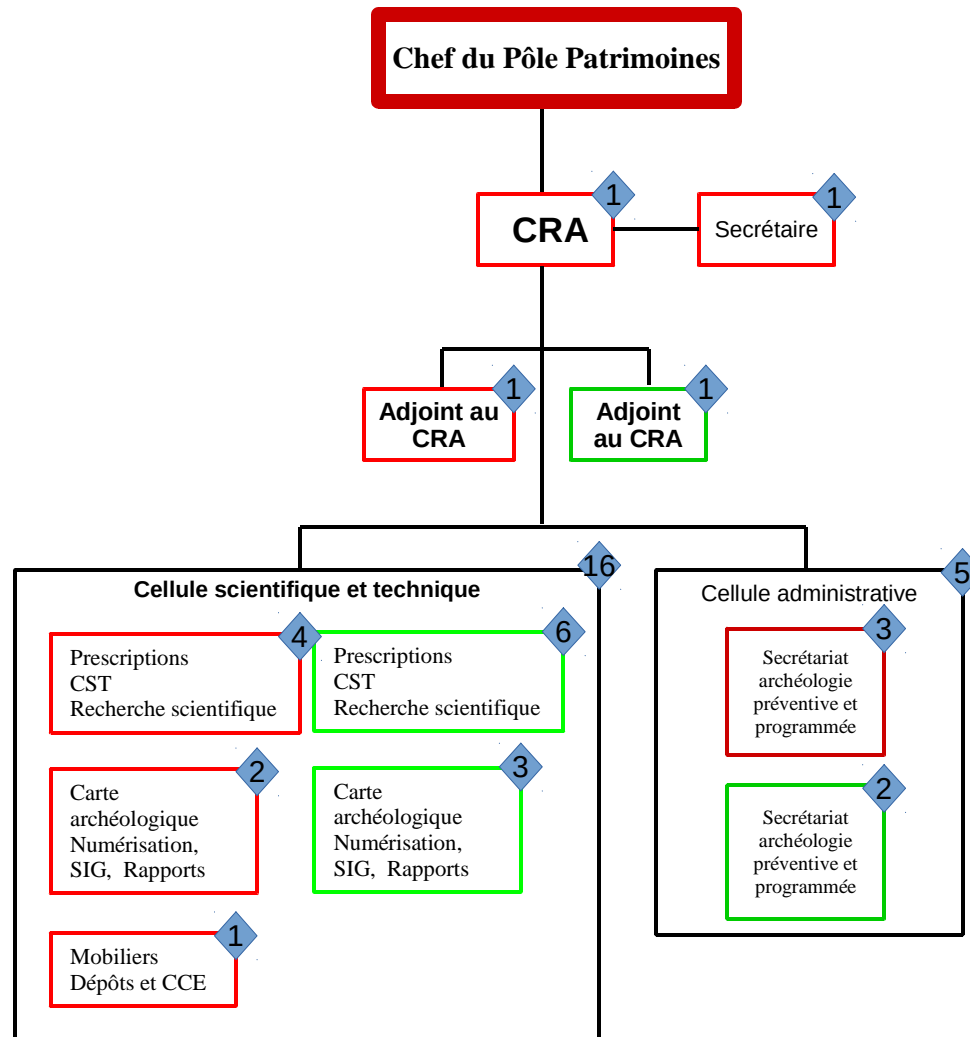 Chef du Pôle Patrimoines
1
CRA
1
Secrétaire
1
Adjoint au
CRA
1
Adjoint
au CRA
16
Cellule scientifique et technique
4
Prescriptions
CST
Recherche scientifique
6
Prescriptions
CST
Recherche scientifique
2
Carte
archéologique
Numérisation,
SIG, Rapports
3
Carte
archéologique
Numérisation,
SIG, Rapports
1
Mobiliers
Dépôts et CCE
5
Cellule administrative
3
Secrétariat
archéologie
préventive et
programmée
2
Secrétariat
archéologie
préventive et
programmée